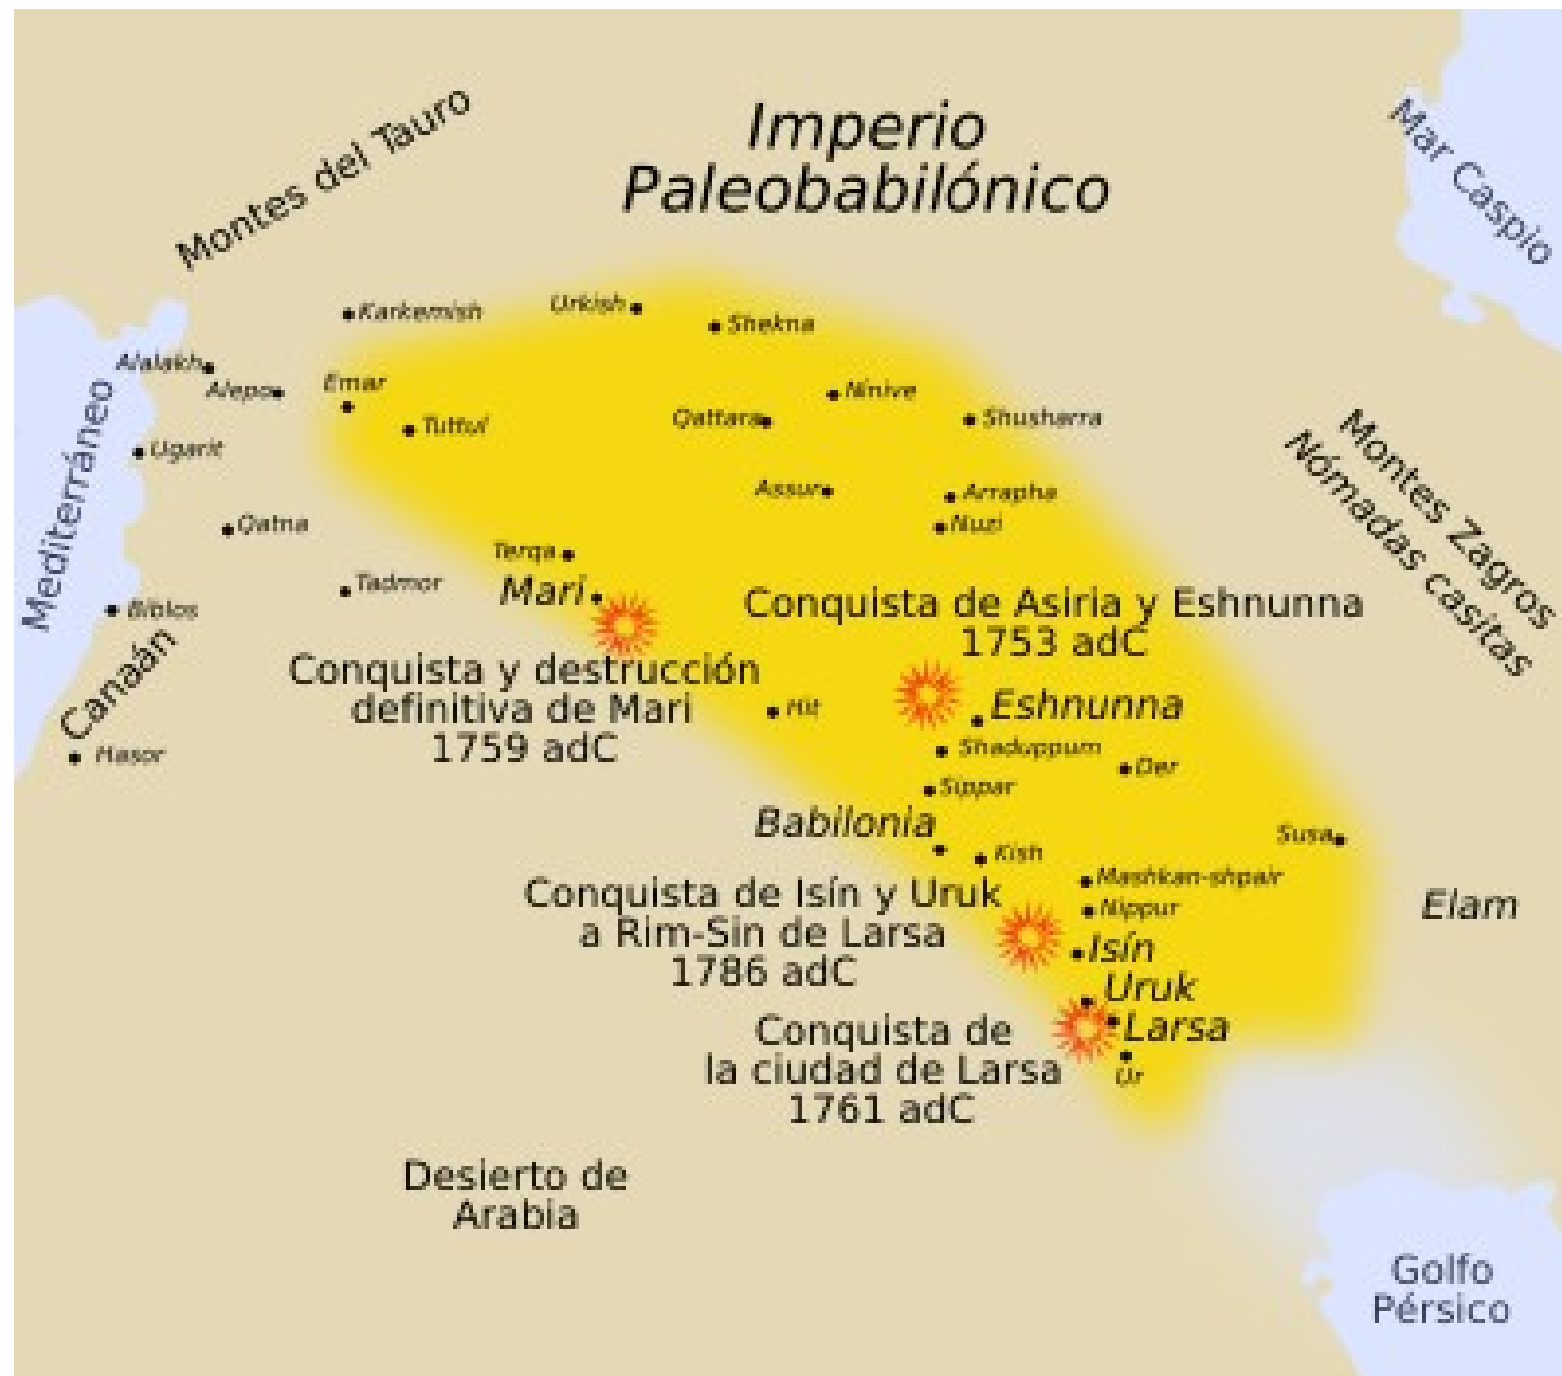 Imperio
Paleobabilónico
Montes del Tauro
Mar Caspio
Karkemish
Urkish
Shekna
Alalakh
Alepo
Emar
Tuttul
Ninive
Qattara
Shusharra
Mediterráneo
Ugarit
Montes Zagros
Nómadas casitas
Assur
Arrapha
Nuzi
Qatna
Terqa
Tadmor
Mari
Biblos
Canaán
Conquista de Asiria y Eshnunna
1753 adC
Conquista y destrucción
definitiva de Mari
1759 adC
Hit
Eshnunna
Hasor
Shaduppum
Der
Sippar
Babilonia
Kish
Susa
Mashkan-shpair
Conquista de Isín y Uruk
a Rim-Sin de Larsa
1786 adC
Nippur
Elam
Isín
Uruk
Larsa
Conquista de
la ciudad de Larsa
1761 adC
Ur
Desierto de
Arabia
Golfo
Pérsico